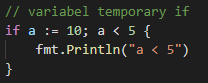 // variabel temporary if
if a := 10; a < 5 {
    fmt.Println("a < 5")
}